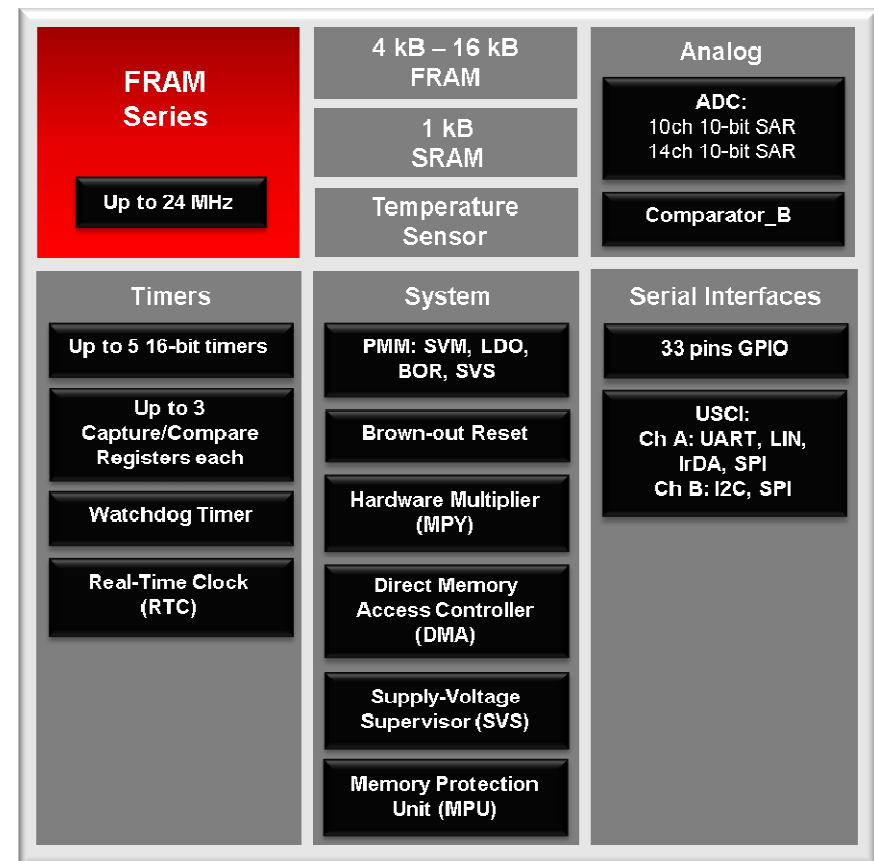 FRAM
Series
Up to 24 MHz
4 kB – 16 kB
FRAM
1 kB
SRAM
Temperature
Sensor
Analog
ADC:
10ch 10-bit SAR
14ch 10-bit SAR
Comparator_B
Timers
Up to 5 16-bit timers
Up to 3
Capture/Compare
Registers each
Watchdog Timer
Real-Time Clock
(RTC)
System
PMM: SVM, LDO,
BOR, SVS
Brown-out Reset
Hardware Multiplier
(MPY)
Direct Memory
Access Controller
(DMA)
Supply-Voltage
Supervisor (SVS)
Memory Protection
Unit (MPU)
Serial Interfaces
33 pins GPIO
USCI:
Ch A: UART, LIN,
IrDA, SPI
Ch B: I2C, SPI